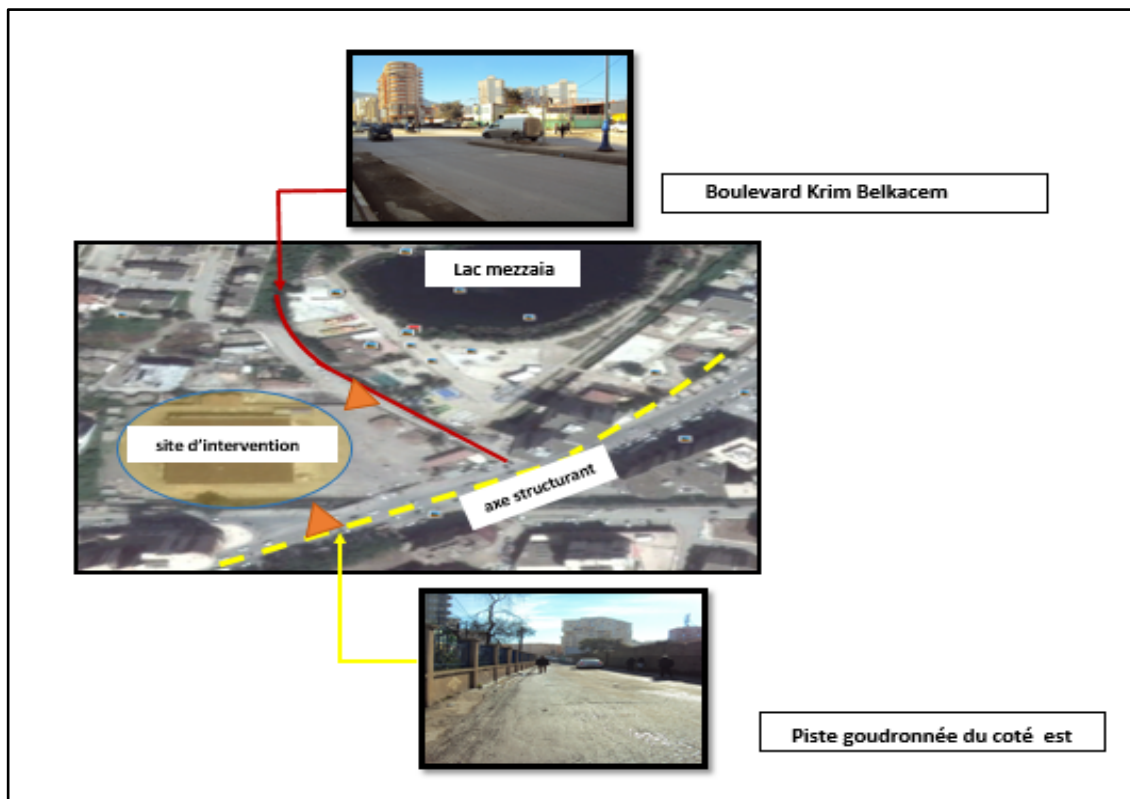 Boulevard Krim Belkacem
Lac mezzaia
site d'intervention
axe structurant
Piste goudronnée du coté  est